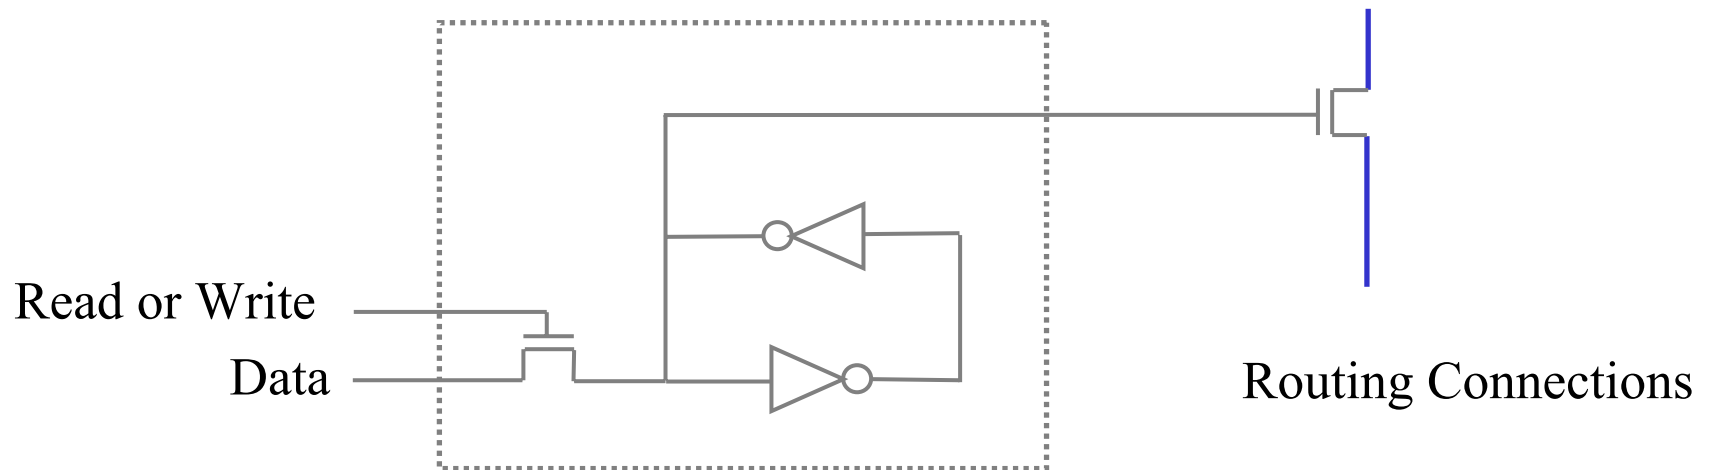 Read or Write
Data
Routing Connections